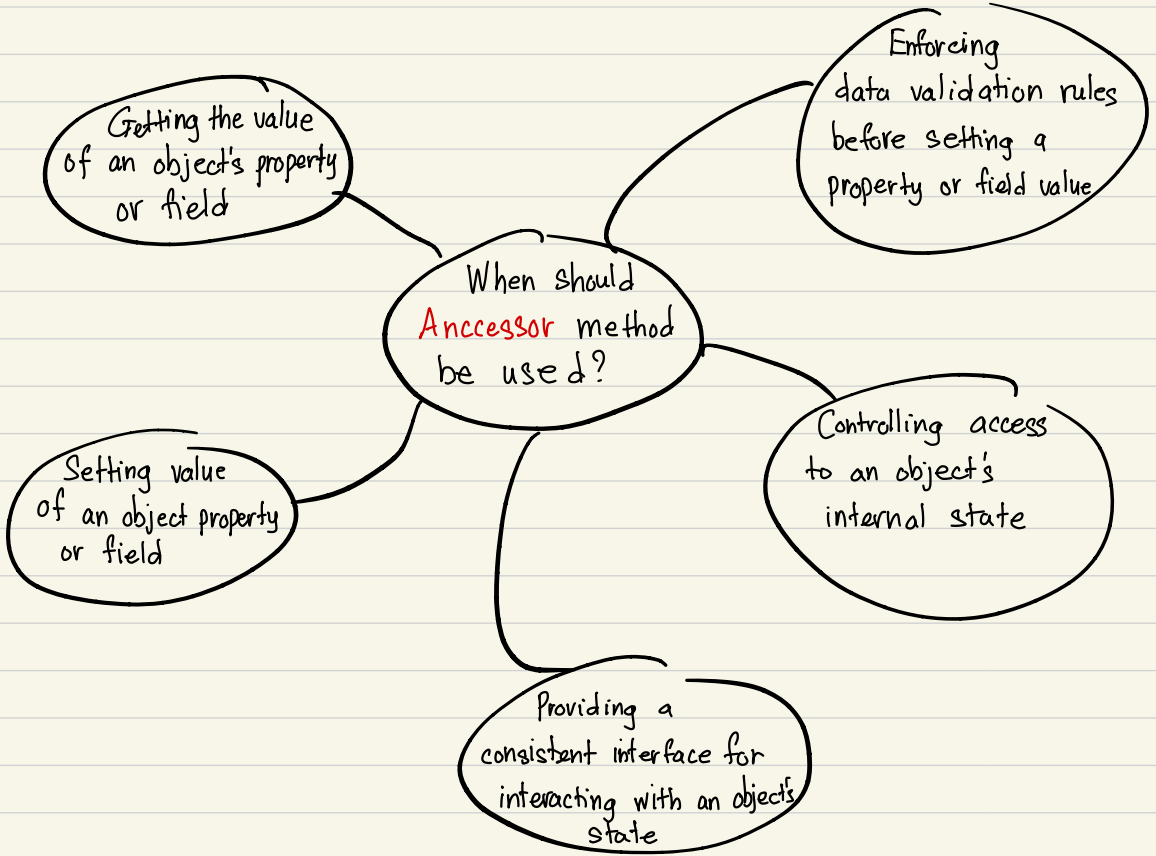 Getting the value
of an object's property
or field
Enforcing
data validation rules
before setting a
property or field value
When should
Anccessor method
be used?
Setting value
of an object property
or field
Controlling access
to an object's
internal state
Providing a
consistent interface for
interacting with an object's
state